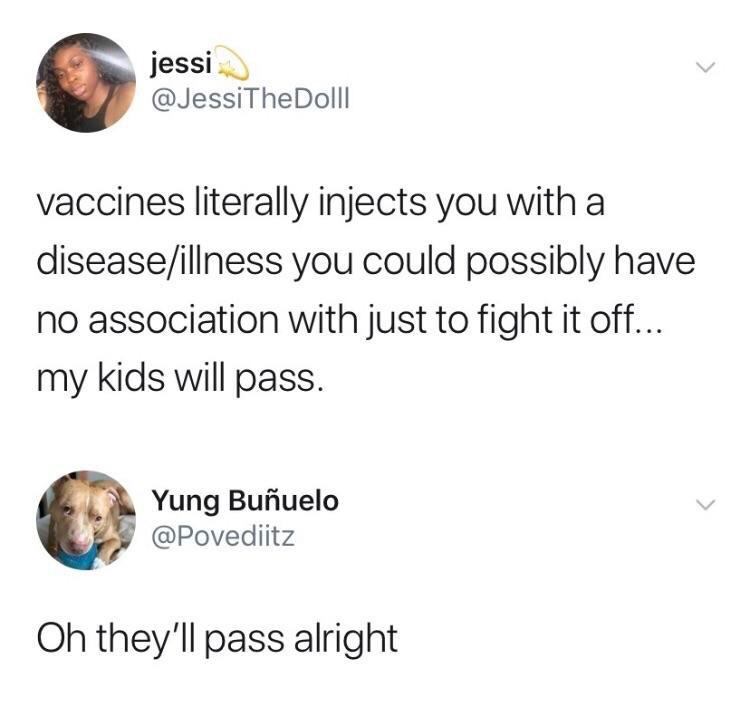 jessi💫
@JessiTheDolll
vaccines literally injects you with a
disease/illness you could possibly have
no association with just to fight it off...
my kids will pass.
Yung Buñuelo
@Povediitz
Oh they'll pass alright